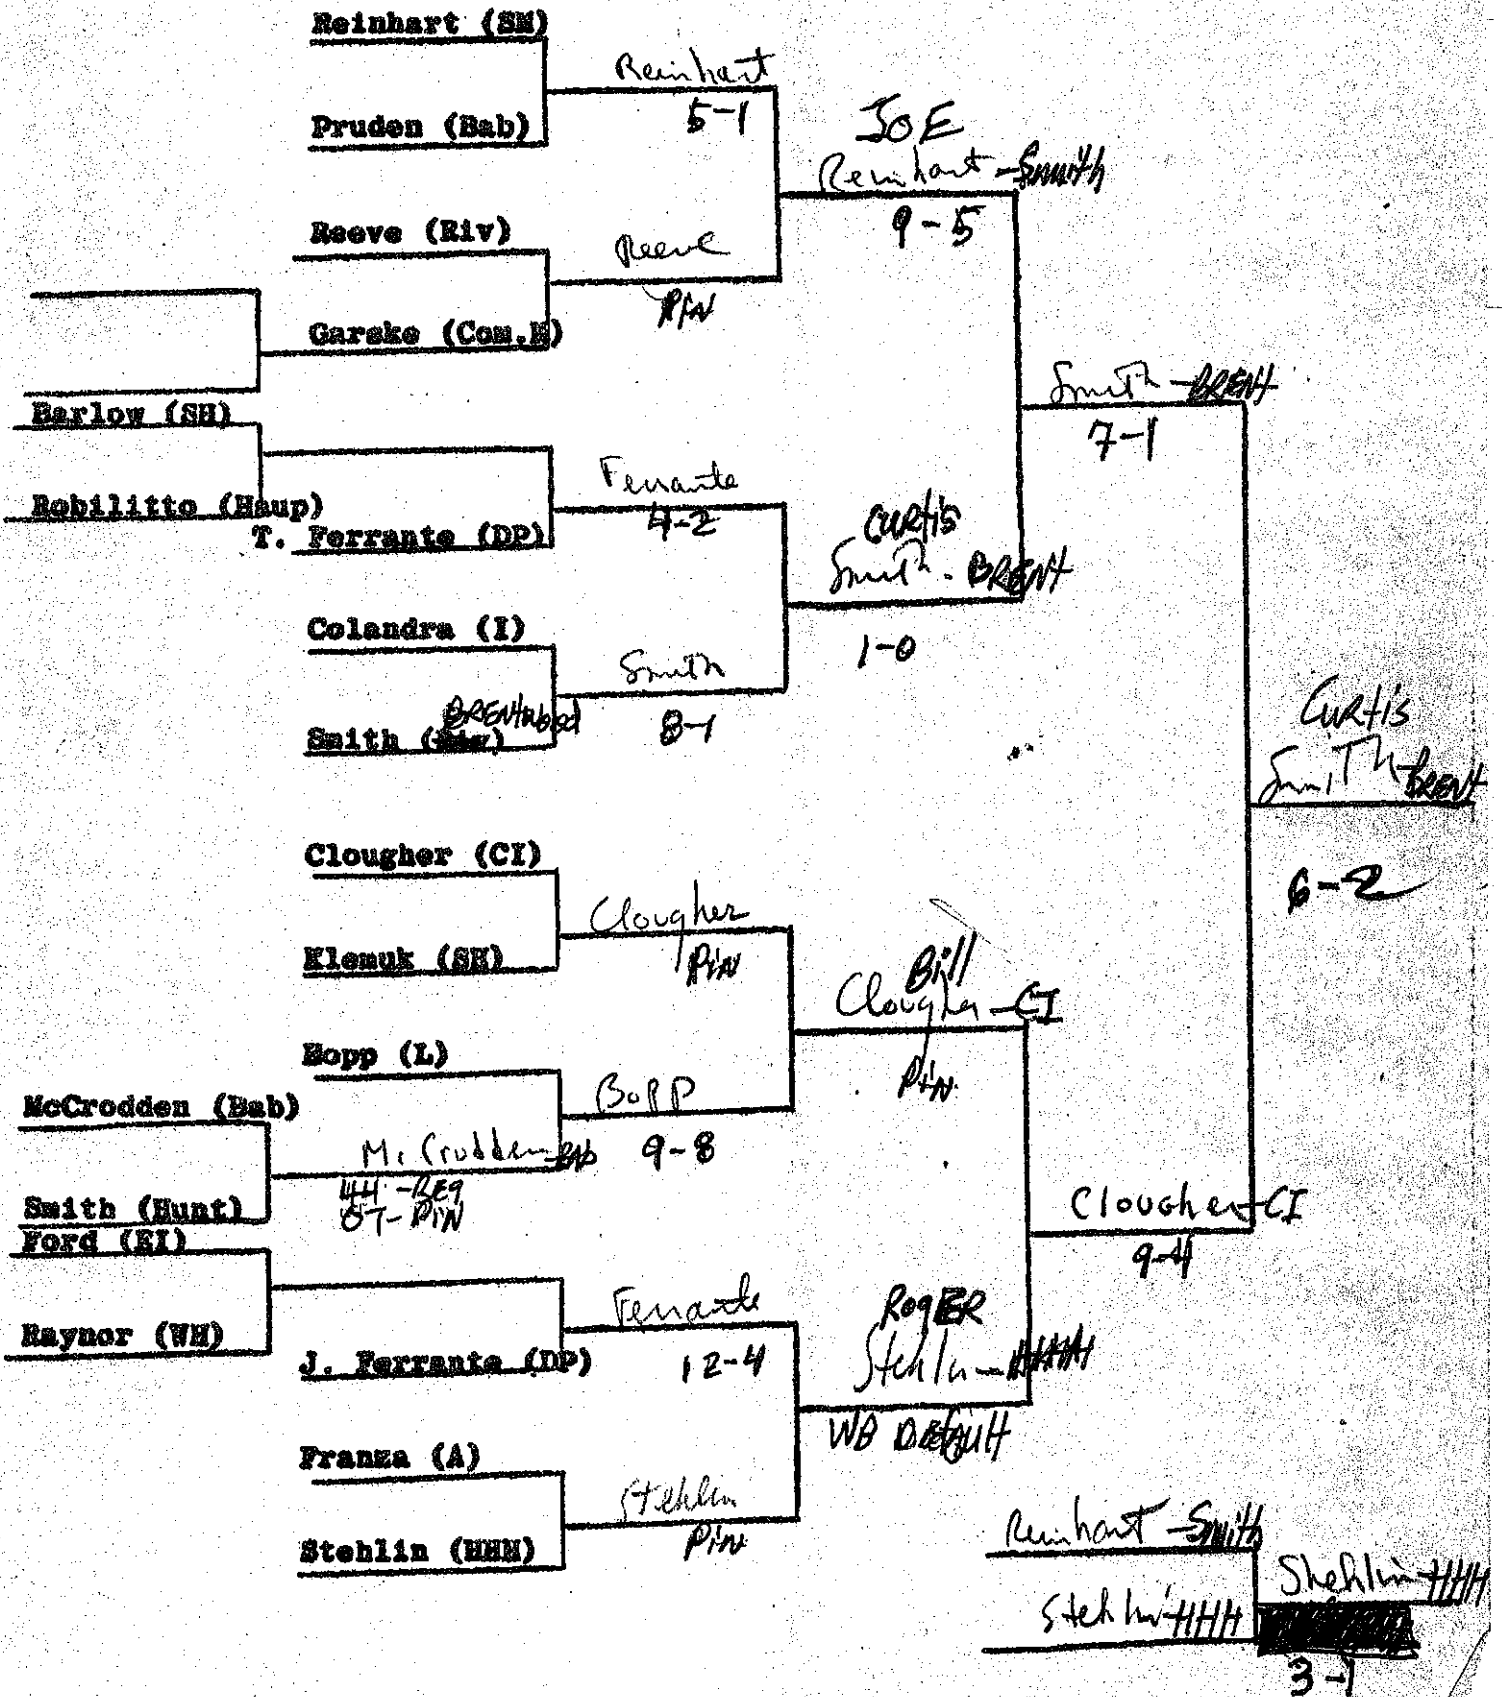 Reinhart (SM)
Reinhart
5-1
Pruden (Bab)
JOE
Reinhart - Smith
9-5
Reeve (Riv)
Reeve
PIN
Garske (Com.H)
Smith - BRENT
7-1
Barlow (SH)
Robilitto (Haup)
Ferrante
4-2
T. Ferrante (DP)
CURTIS
Smith - BRENT
1-0
Colandra (I)
Smith
8-1
BRENT
Smith
CURTIS
SmiTh - BRENT
6-2
Clougher (CI)
Clougher
PIN
Klemuk (SH)
Bill
Clougher - CI
PIN
Bopp (L)
Bopp
9-8
McCrodden (Bab)
McCrodden - BAb
44 - REG
OT - PIN
Smith (Hunt)
Ford (EI)
Clougher - CI
9-4
Raynor (WH)
Ferrante
12-4
J. Ferrante (DP)
ROGER
Stehlin - HHH
WB DEFAULT
Franza (A)
Stehlin
PIN
Stehlin (HHH)
Reinhart - Smith
Stehlin - HHH
Stehlin - HHH
3-1